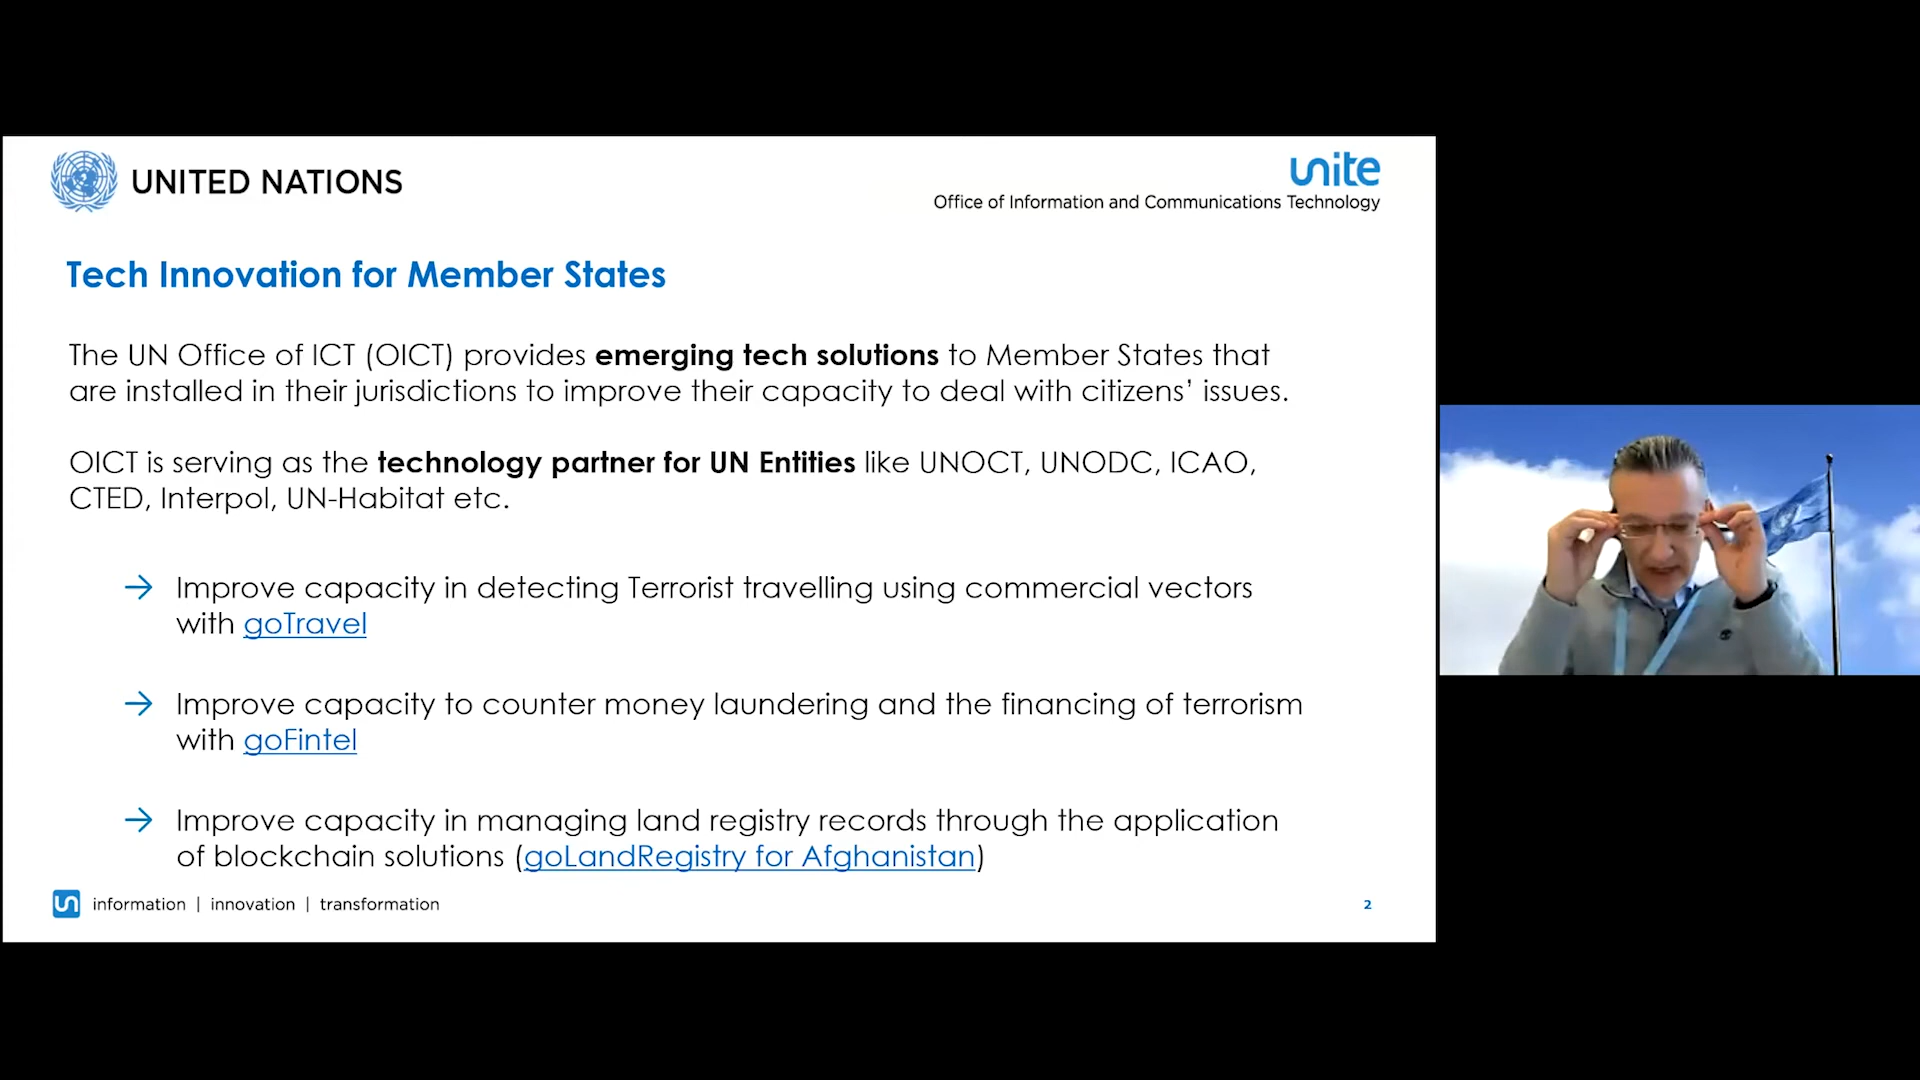 UNITED NATIONS
unite
Office of Information and Communications Technology
Tech Innovation for Member States
The UN Office of ICT (OICT) provides emerging tech solutions to Member States that
are installed in their jurisdictions to improve their capacity to deal with citizens’ issues.
OICT is serving as the technology partner for UN Entities like UNOCT, UNODC, ICAO,
CTED, Interpol, UN-Habitat etc.
→ Improve capacity in detecting Terrorist travelling using commercial vectors
with goTravel
→ Improve capacity to counter money laundering and the financing of terrorism
with goFintel
→ Improve capacity in managing land registry records through the application
of blockchain solutions (goLandRegistry for Afghanistan)
un information | innovation | transformation
2